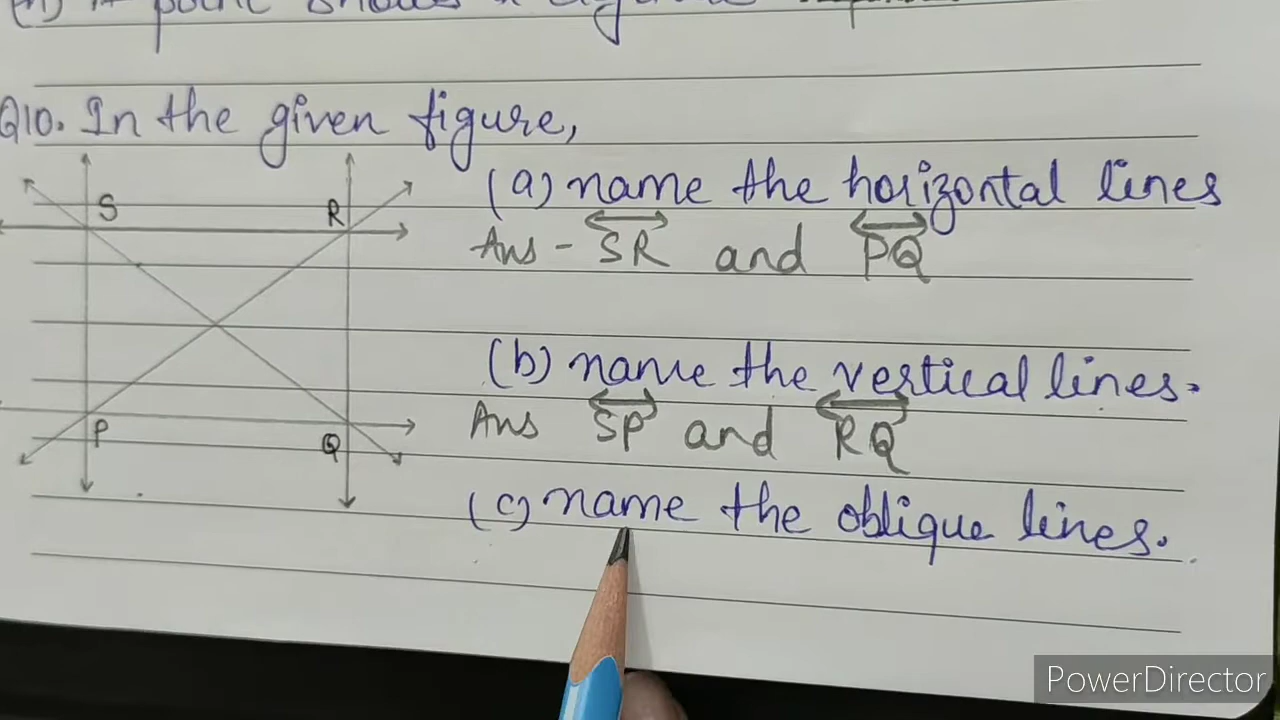 Q10. In the given figure,
(a) name the horizontal lines
Ans - SR and PQ
(b) name the vertical lines.
Ans SP and RQ
(c) name the oblique lines.
S R
P Q
PowerDirector